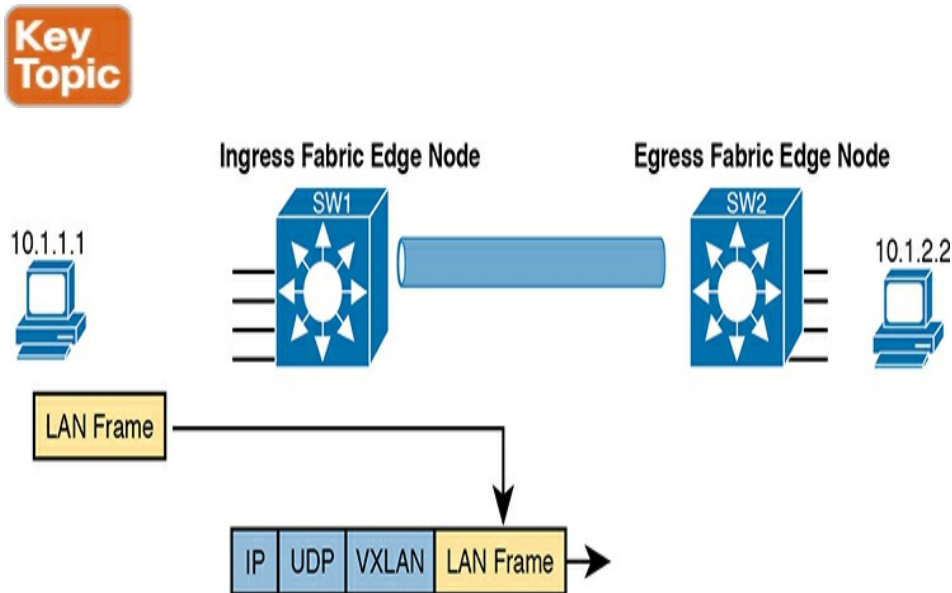 Key
Topic
Ingress Fabric Edge Node
Egress Fabric Edge Node
SW1
SW2
10.1.1.1
10.1.2.2
LAN Frame
IP UDP VXLAN LAN Frame